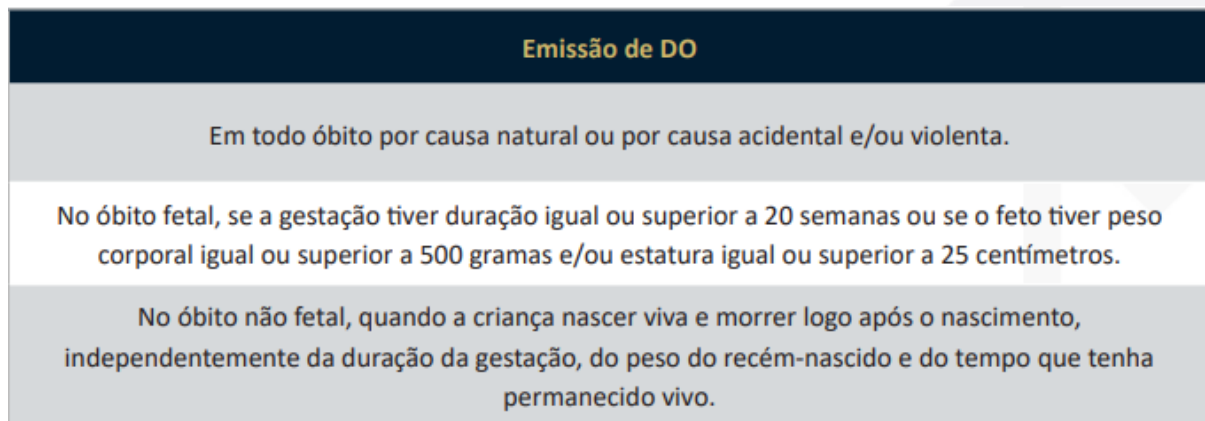 Emissão de DO
Em todo óbito por causa natural ou por causa acidental e/ou violenta.
No óbito fetal, se a gestação tiver duração igual ou superior a 20 semanas ou se o feto tiver peso
corporal igual ou superior a 500 gramas e/ou estatura igual ou superior a 25 centímetros.
No óbito não fetal, quando a criança nascer viva e morrer logo após o nascimento,
independentemente da duração da gestação, do peso do recém-nascido e do tempo que tenha
permanecido vivo.